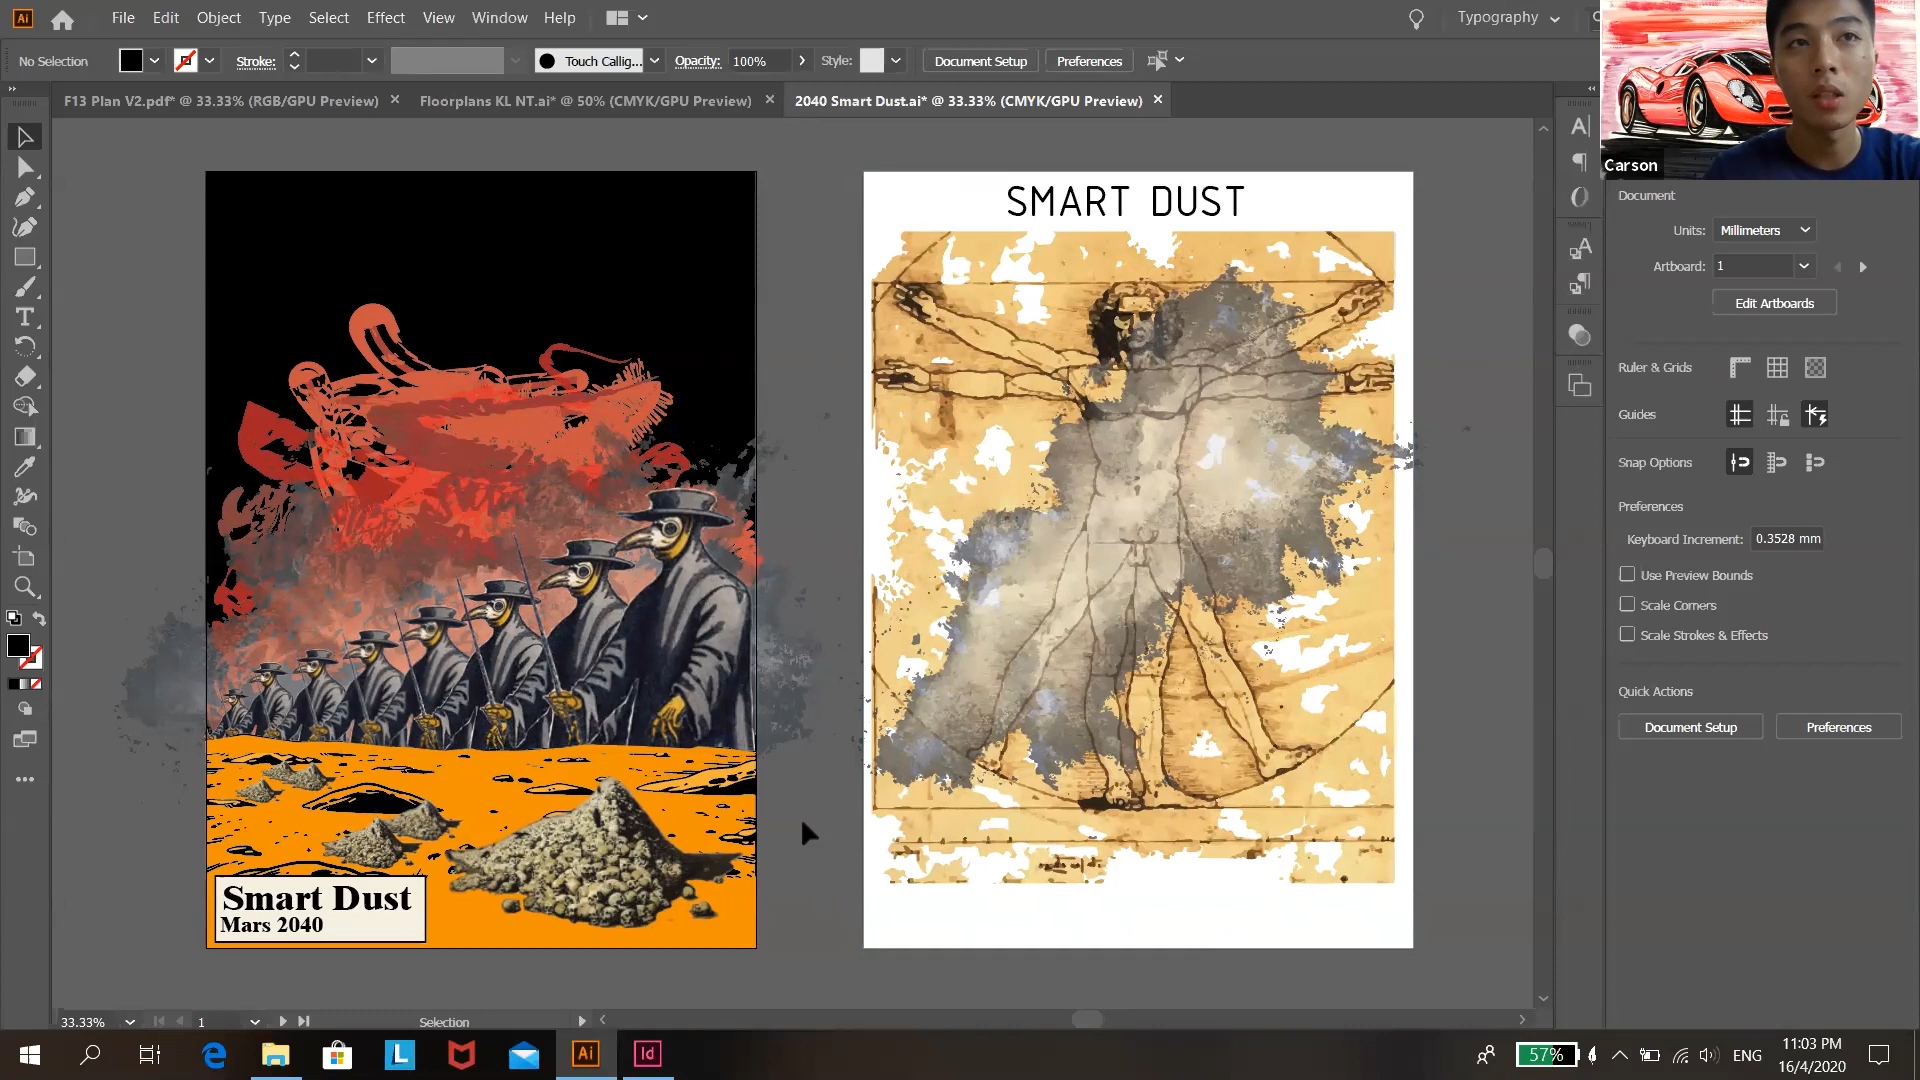 Ai
File Edit Object Type Select Effect View Window Help
Typography
Carson
No Selection
Stroke:
Touch Callig...
Opacity: 100%
Style:
Document Setup
Preferences
F13 Plan V2.pdf* @ 33.33% (RGB/GPU Preview)
Floorplans KL NT.ai* @ 50% (CMYK/GPU Preview)
2040 Smart Dust.ai* @ 33.33% (CMYK/GPU Preview)
SMART DUST
Smart Dust
Mars 2040
Document
Units: Millimeters
Artboard: 1
Edit Artboards
Ruler & Grids
Guides
Snap Options
Preferences
Keyboard Increment: 0.3528 mm
Use Preview Bounds
Scale Corners
Scale Strokes & Effects
Quick Actions
Document Setup
Preferences
33.33%
1
Selection
L
Ai
Id
57%
ENG
11:03 PM
16/4/2020